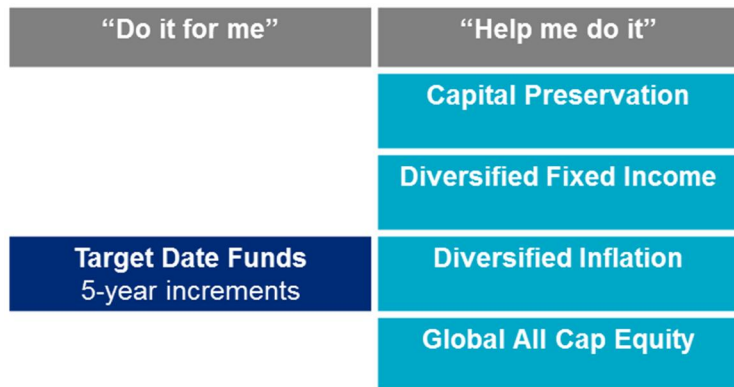 “Do it for me”
“Help me do it”
Capital Preservation
Diversified Fixed Income
Target Date Funds
5-year increments
Diversified Inflation
Global All Cap Equity